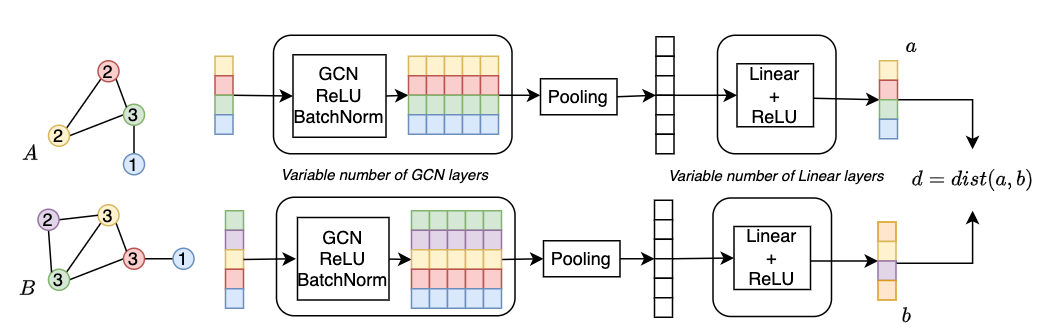 2
3
2
1
A
GCN
ReLU
BatchNorm
Pooling
Linear
+
ReLU
a
Variable number of GCN layers
Variable number of Linear layers
d = dist(a, b)
2
3
3
1
3
B
GCN
ReLU
BatchNorm
Pooling
Linear
+
ReLU
b